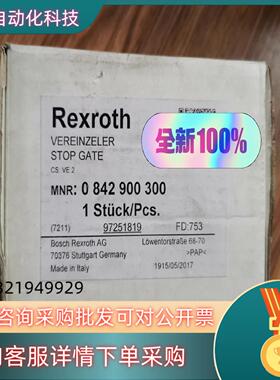 自动化科技
Rexroth
VEREINZELER
STOP GATE
CS. VE 2
全新100%
MNR: 0 842 900 300
1 Stück/Pcs.
(7211) 97251819 FD:753
Bosch Rexroth AG Löwentorstraße 68-70
70376 Stuttgart Germany >PAP<
Made in Italy 1915/05/2017
821949929
咨询采购批发可对公开票
客服详情下单采购